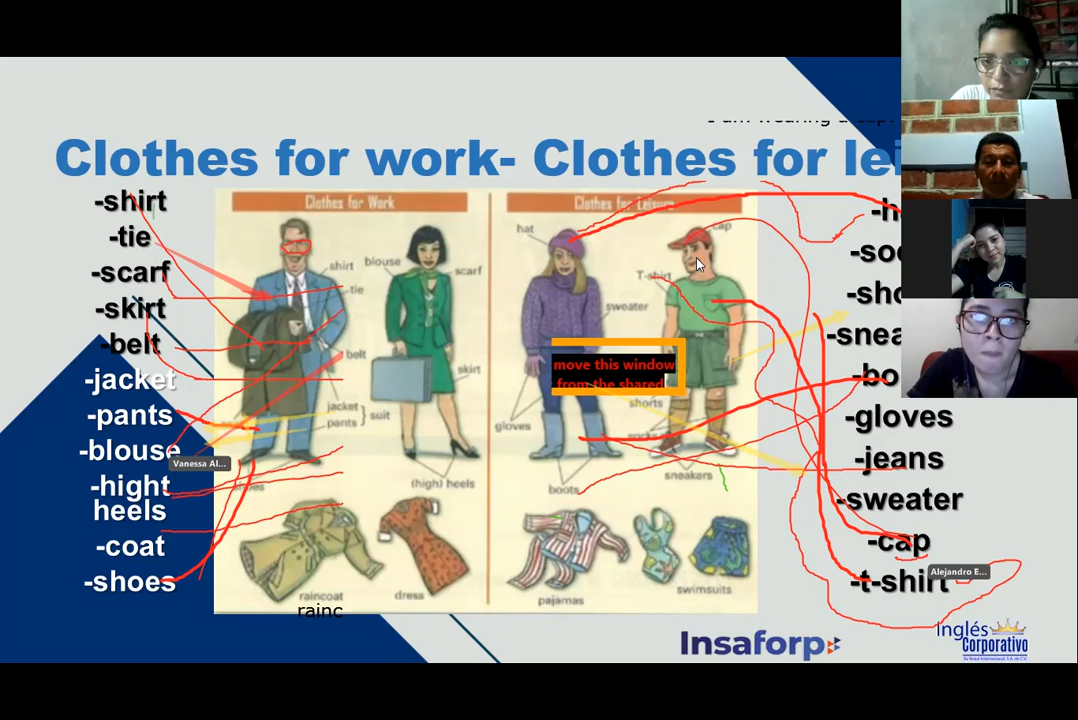 Clothes for work- Clothes for lei
-shirt
-tie
-scarf
-skirt
-belt
-jacket
-pants
-blouse
-hight
heels
-coat
-shoes
Clothes for Work
shirt
tie
blouse
scarf
belt
skirt
jacket
pants
suit
shoes
(high) heels
raincoat
dress
rainc
Clothes for Leisure
hat
cap
T-shirt
sweater
move this window
from the shared
shorts
gloves
socks
sneakers
boots
pajamas
swimsuits
-h
-soc
-sho
-snea
-bo
-gloves
-jeans
-sweater
-cap
-t-shirt
Vanessa Al...
Alejandro E...
Insaforp
Inglés
Corporativo